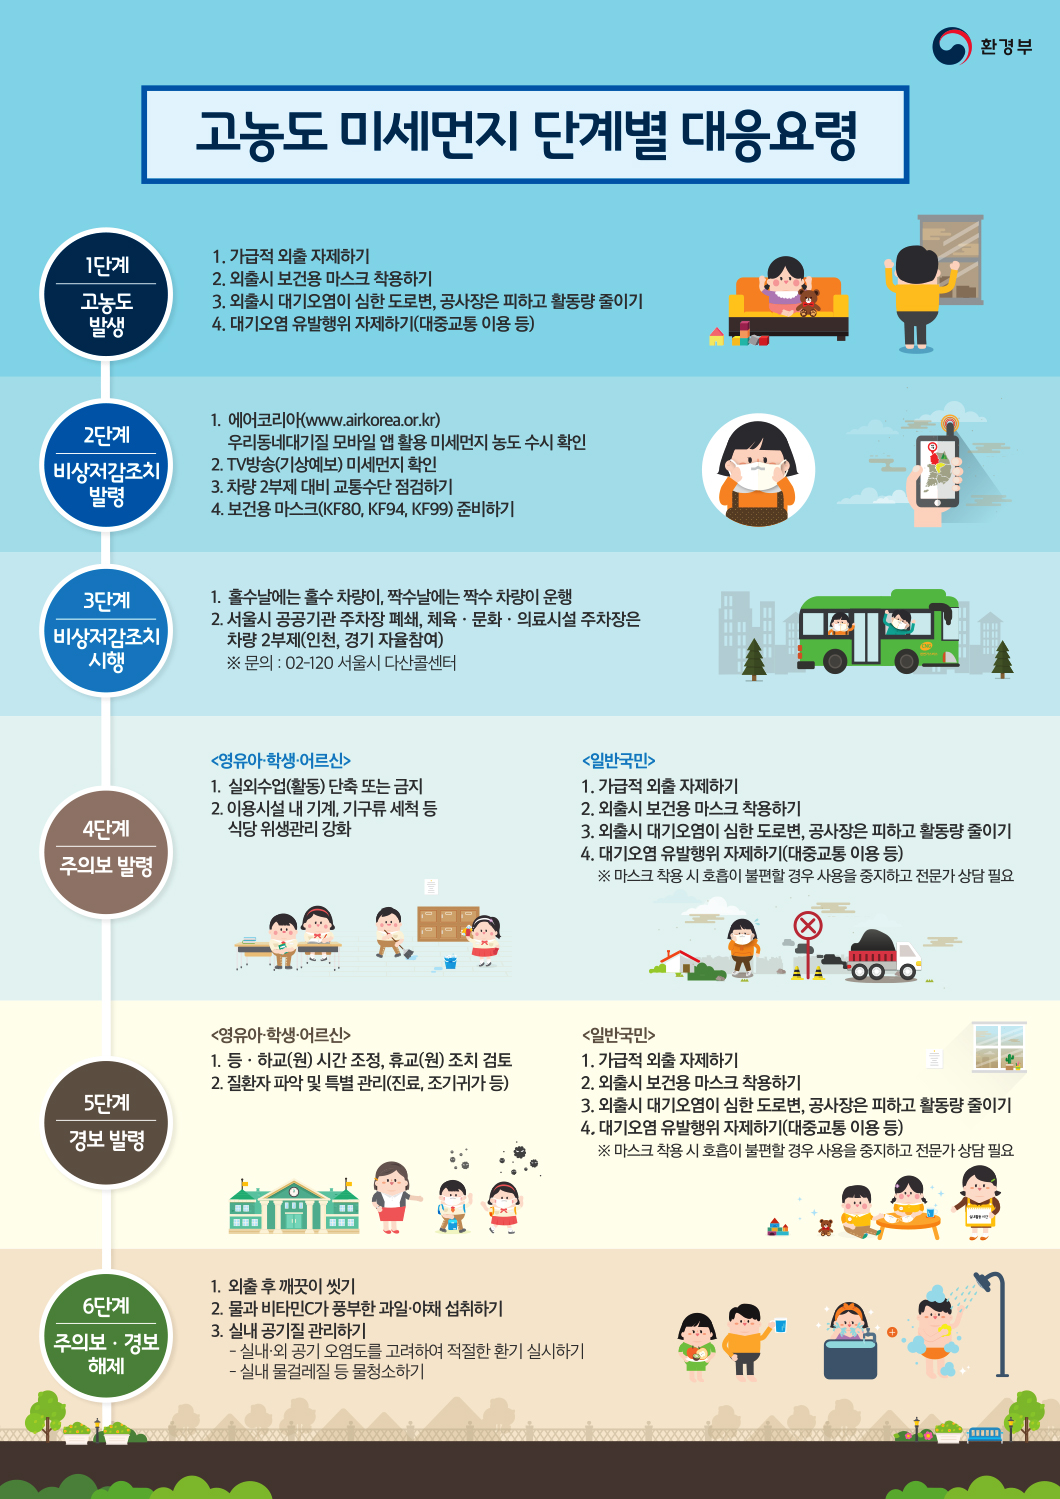 환경부
고농도 미세먼지 단계별 대응요령
1단계
고농도
발생
1. 가급적 외출 자제하기
2. 외출시 보건용 마스크 착용하기
3. 외출시 대기오염이 심한 도로변, 공사장은 피하고 활동량 줄이기
4. 대기오염 유발행위 자제하기(대중교통 이용 등)
2단계
비상저감조치
발령
1. 에어코리아(www.airkorea.or.kr)
우리동네대기질 모바일 앱 활용 미세먼지 농도 수시 확인
2. TV방송(기상예보) 미세먼지 확인
3. 차량 2부제 대비 교통수단 점검하기
4. 보건용 마스크(KF80, KF94, KF99) 준비하기
3단계
비상저감조치
시행
1. 홀수날에는 홀수 차량이, 짝수날에는 짝수 차량이 운행
2. 서울시 공공기관 주차장 폐쇄, 체육 · 문화 · 의료시설 주차장은
차량 2부제(인천, 경기 자율참여)
※ 문의 : 02-120 서울시 다산콜센터
4단계
주의보 발령
<영유아·학생·어르신>
1. 실외수업(활동) 단축 또는 금지
2. 이용시설 내 기계, 기구류 세척 등
식당 위생관리 강화
<일반국민>
1. 가급적 외출 자제하기
2. 외출시 보건용 마스크 착용하기
3. 외출시 대기오염이 심한 도로변, 공사장은 피하고 활동량 줄이기
4. 대기오염 유발행위 자제하기(대중교통 이용 등)
※ 마스크 착용 시 호흡이 불편할 경우 사용을 중지하고 전문가 상담 필요
5단계
경보 발령
<영유아·학생·어르신>
1. 등 · 하교(원) 시간 조정, 휴교(원) 조치 검토
2. 질환자 파악 및 특별 관리(진료, 조기귀가 등)
<일반국민>
1. 가급적 외출 자제하기
2. 외출시 보건용 마스크 착용하기
3. 외출시 대기오염이 심한 도로변, 공사장은 피하고 활동량 줄이기
4. 대기오염 유발행위 자제하기(대중교통 이용 등)
※ 마스크 착용 시 호흡이 불편할 경우 사용을 중지하고 전문가 상담 필요
6단계
주의보 · 경보
해제
1. 외출 후 깨끗이 씻기
2. 물과 비타민C가 풍부한 과일·야채 섭취하기
3. 실내 공기질 관리하기
- 실내·외 공기 오염도를 고려하여 적절한 환기 실시하기
- 실내 물걸레질 등 물청소하기